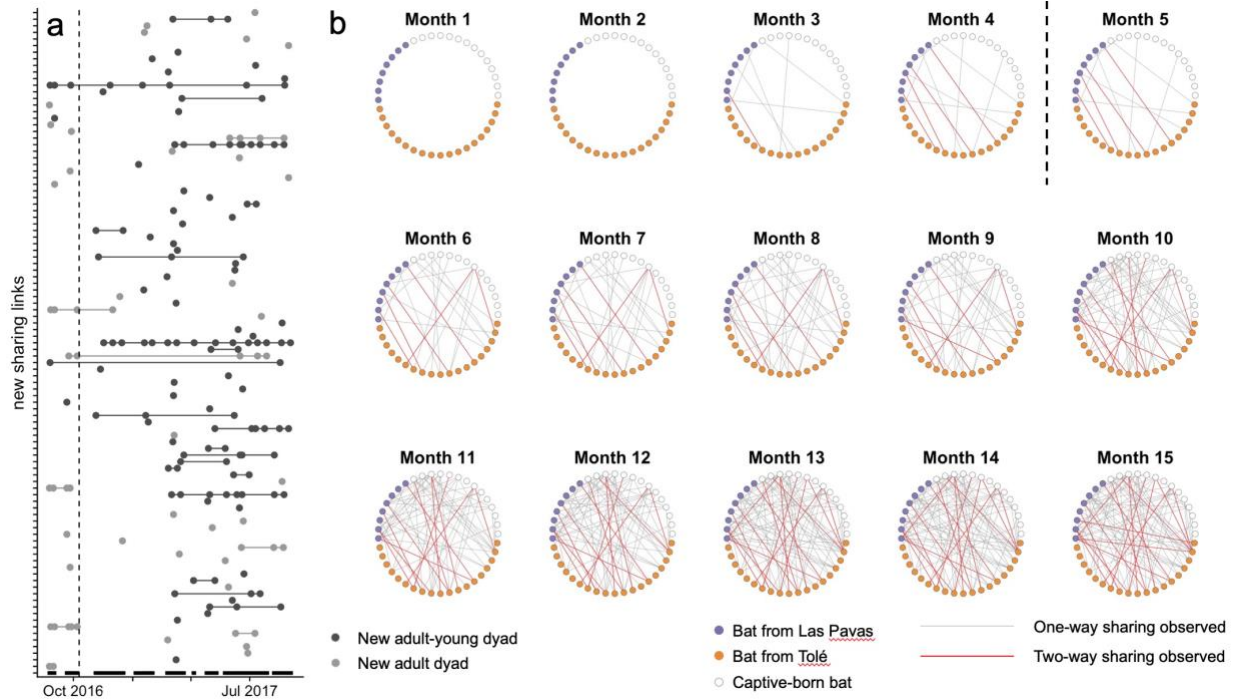 a
b
Month 1
Month 2
Month 3
Month 4
Month 5
Month 6
Month 7
Month 8
Month 9
Month 10
Month 11
Month 12
Month 13
Month 14
Month 15
new sharing links
Oct 2016
Jul 2017
New adult-young dyad
New adult dyad
Bat from Las Pavas
Bat from Tolé
Captive-born bat
One-way sharing observed
Two-way sharing observed